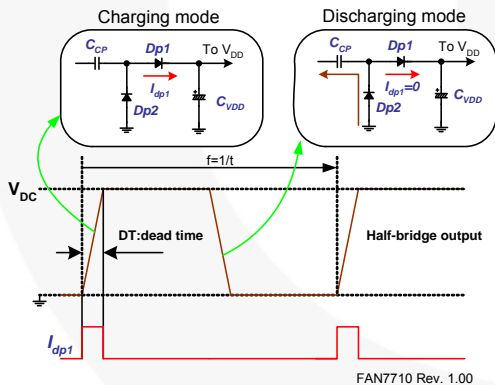 Charging mode
Discharging mode
C_CP Dp1 To V_DD
I_dp1
Dp2 C_VDD
C_CP Dp1 To V_DD
I_dp1=0
Dp2 C_VDD
f=1/t
V_DC
DT:dead time
Half-bridge output
I_dp1
FAN7710 Rev. 1.00